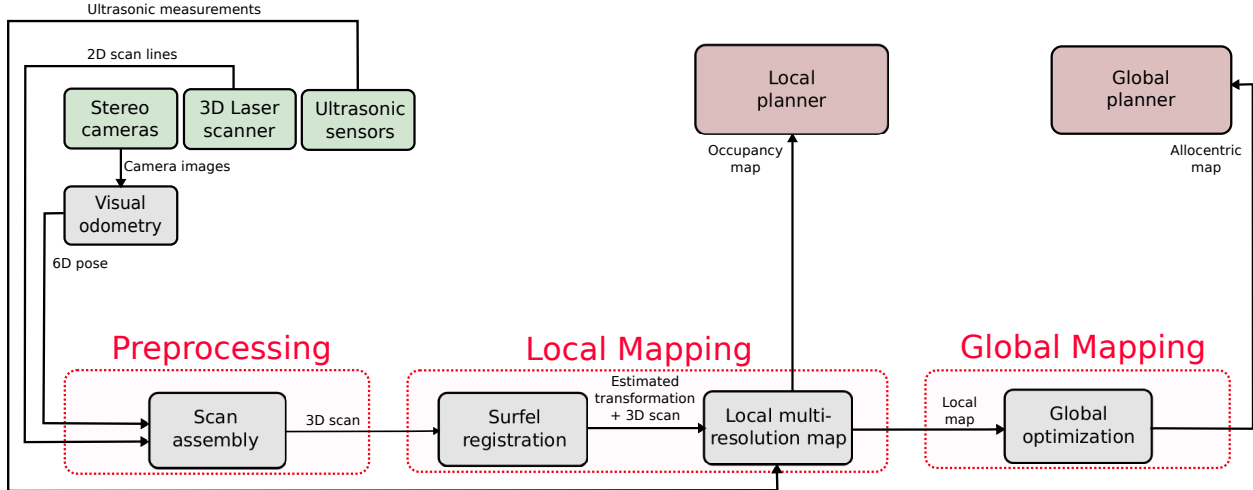 Ultrasonic measurements
2D scan lines
Stereo
cameras
3D Laser
scanner
Ultrasonic
sensors
Local
planner
Global
planner
Camera images
Occupancy
map
Allocentric
map
Visual
odometry
6D pose
Preprocessing
Local Mapping
Global Mapping
Scan
assembly
3D scan
Surfel
registration
Estimated
transformation
+ 3D scan
Local multi-
resolution map
Local
map
Global
optimization